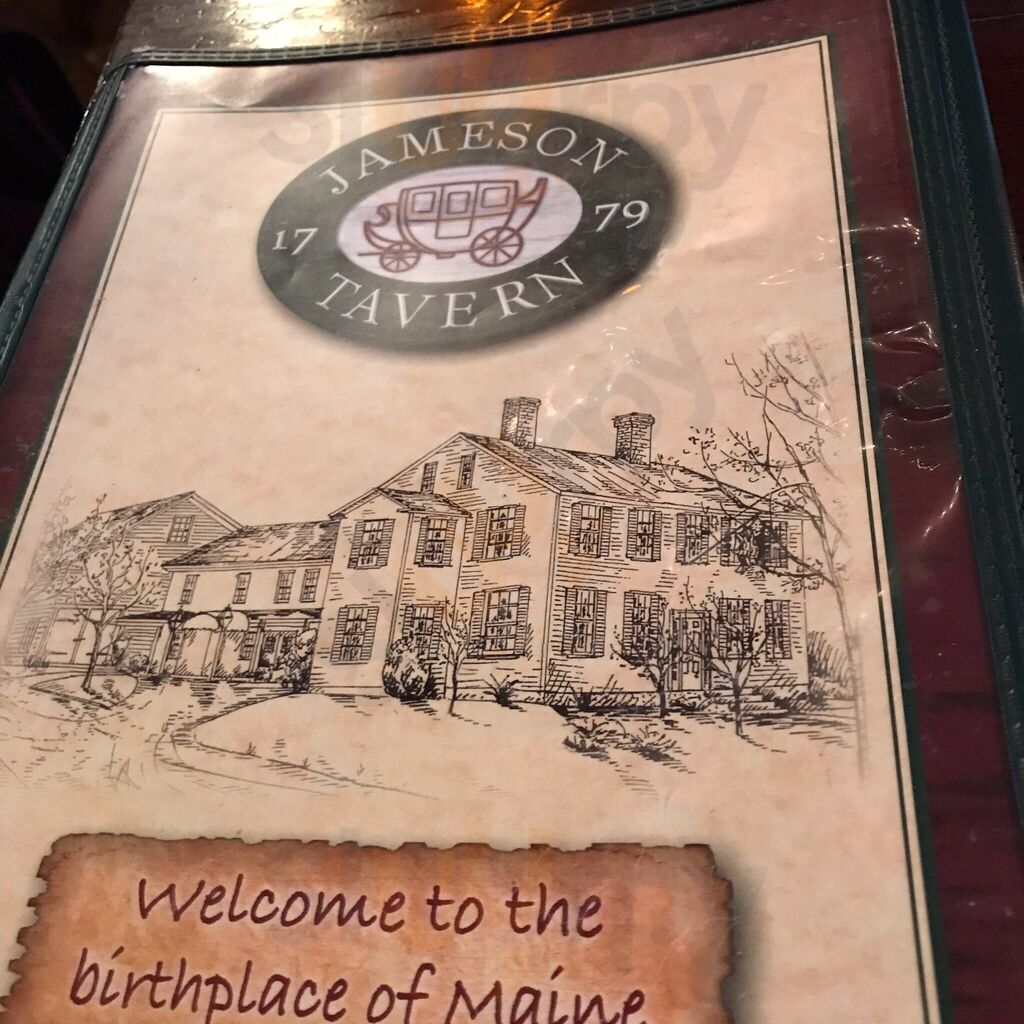 JAMESON
17 79
TAVERN
Welcome to the
birthplace of Maine